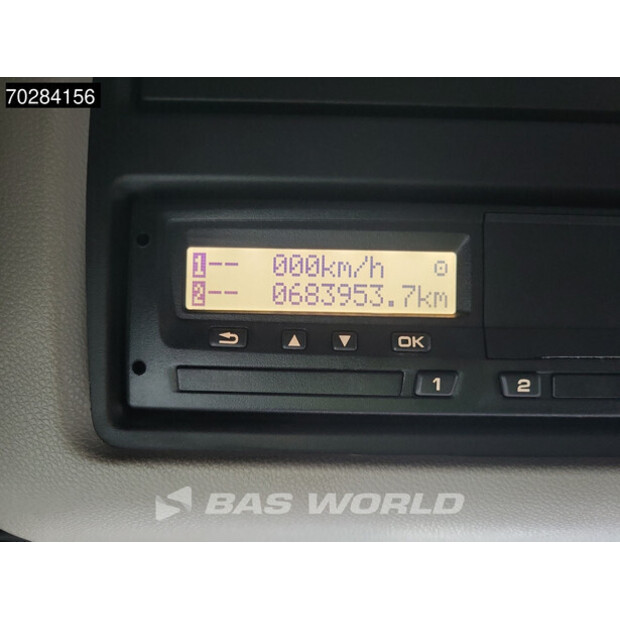 70284156
1-- 000km/h
2-- 0683953.7km
OK
1
2
BAS WORLD